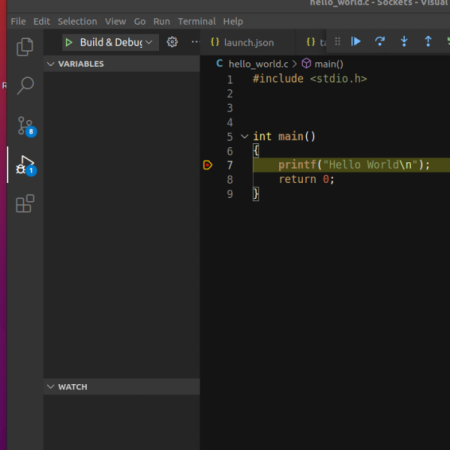 hello_world.c - Sockets - Visual
File Edit Selection View Go Run Terminal Help
Build & Debug
launch.json
VARIABLES
hello_world.c > main()
1 #include <stdio.h>
2
3
4
5 int main()
6 {
7 printf("Hello World\n");
8 return 0;
9 }
8
1
WATCH